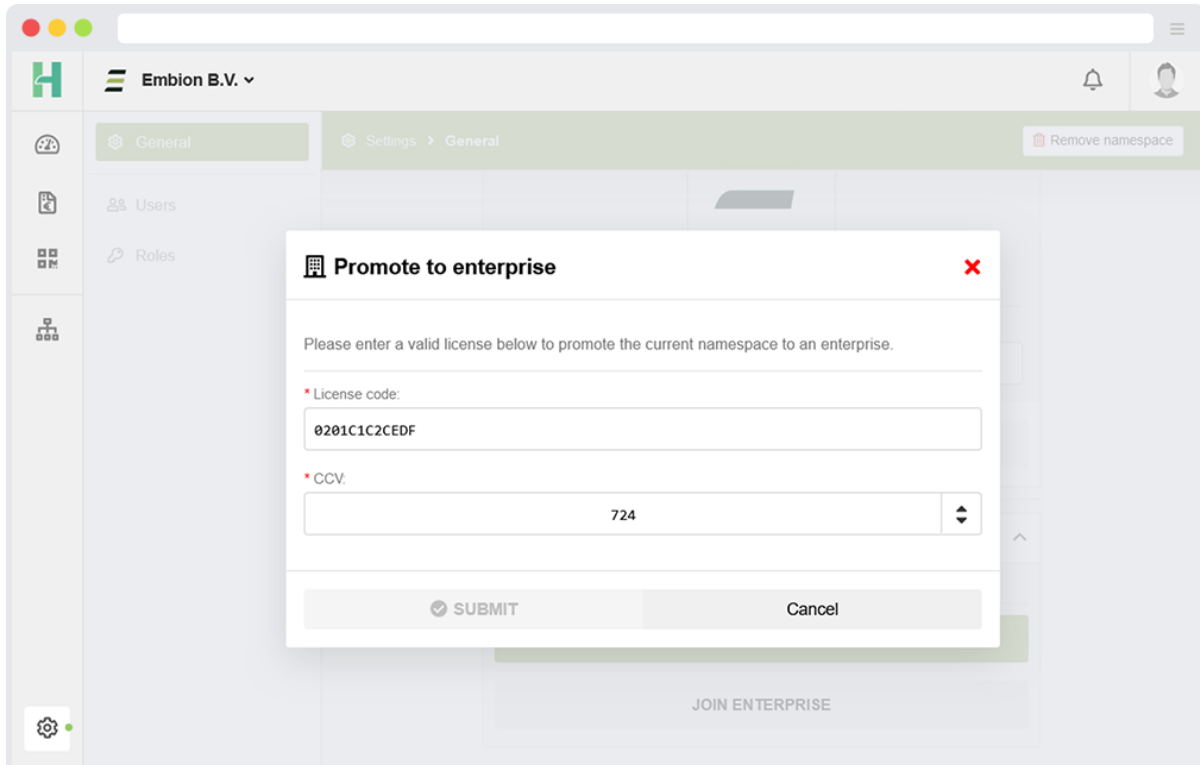 Embion B.V.
General
Settings > General
Remove namespace
Users
Roles
Promote to enterprise
Please enter a valid license below to promote the current namespace to an enterprise.
* License code:
0201C1C2CEDF
* CCV:
724
SUBMIT
Cancel
JOIN ENTERPRISE